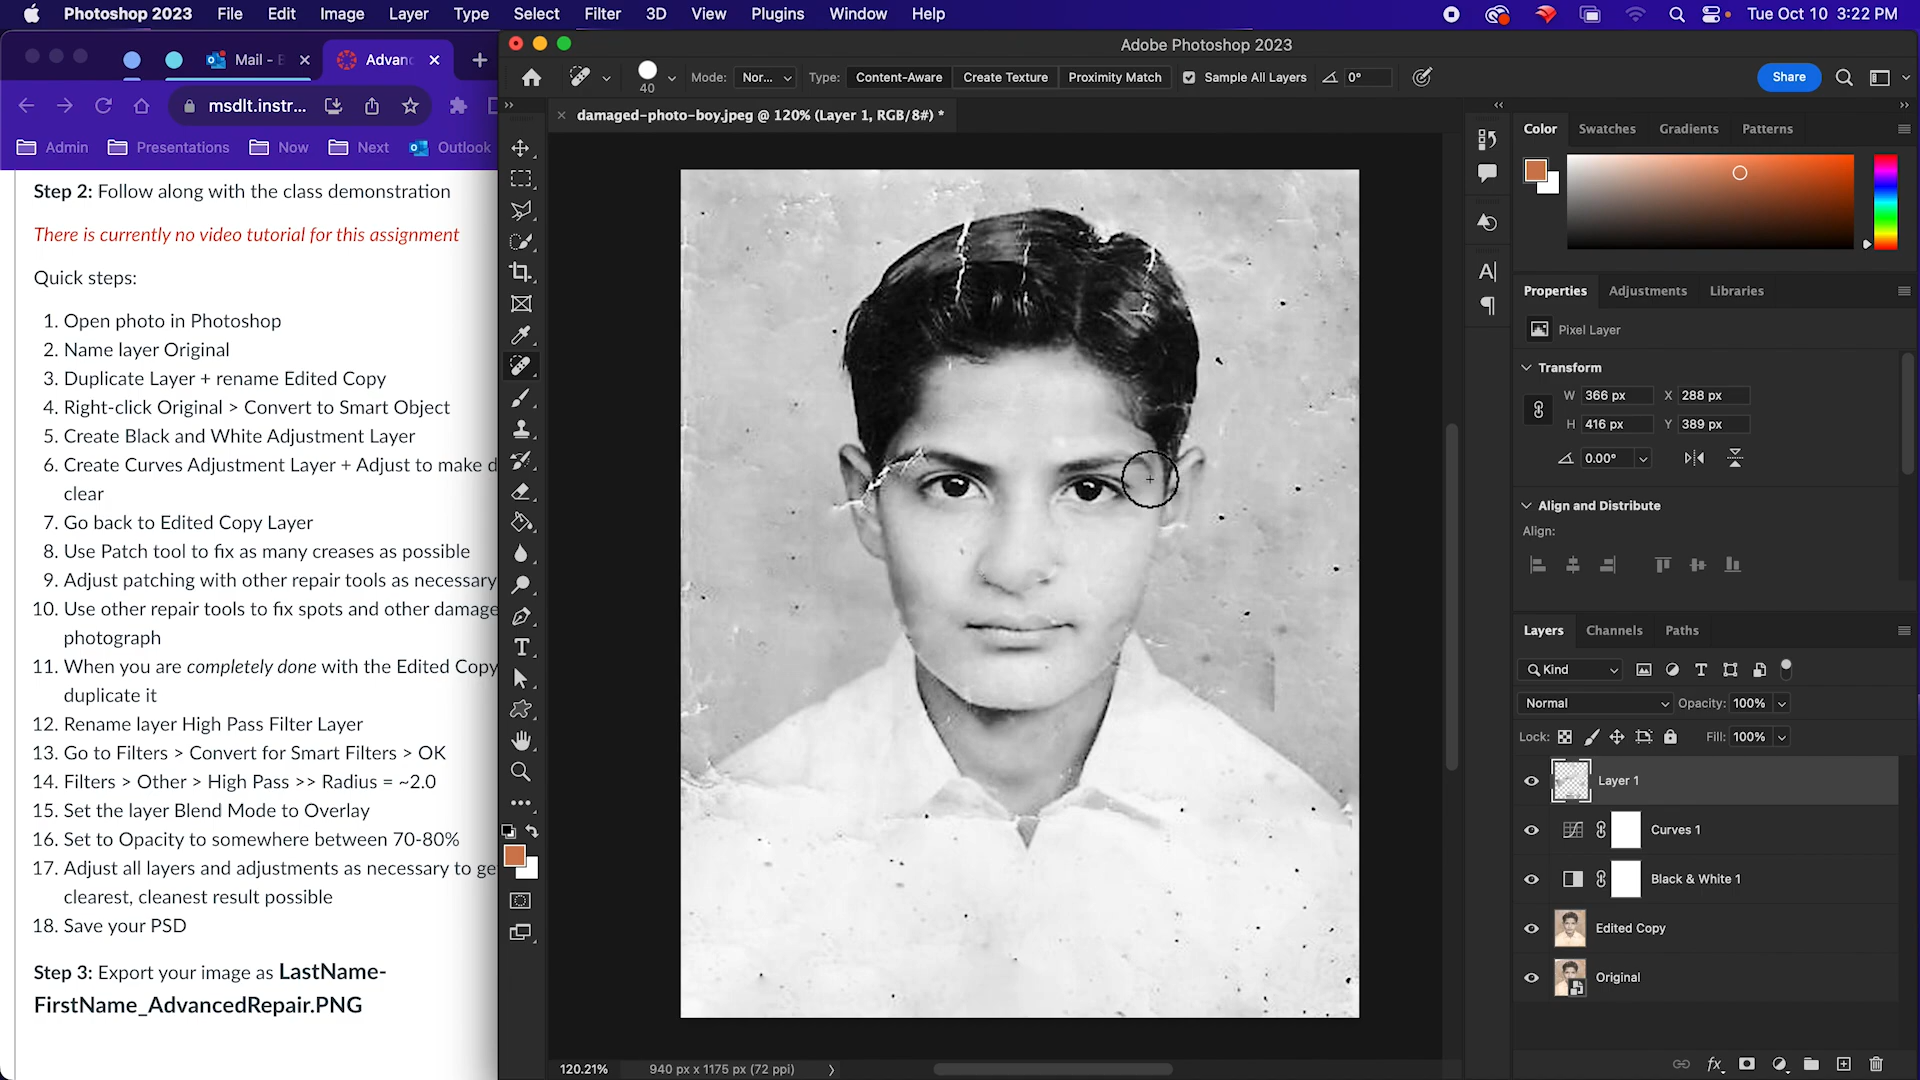 Photoshop 2023 File Edit Image Layer Type Select Filter 3D View Plugins Window Help Tue Oct 10 3:22 PM
Mail -
Advanc
msdlt.instr...
Admin Presentations Now Next Outlook
Step 2: Follow along with the class demonstration
There is currently no video tutorial for this assignment
Quick steps:
1. Open photo in Photoshop
2. Name layer Original
3. Duplicate Layer + rename Edited Copy
4. Right-click Original > Convert to Smart Object
5. Create Black and White Adjustment Layer
6. Create Curves Adjustment Layer + Adjust to make d
clear
7. Go back to Edited Copy Layer
8. Use Patch tool to fix as many creases as possible
9. Adjust patching with other repair tools as necessary
10. Use other repair tools to fix spots and other damage
photograph
11. When you are completely done with the Edited Copy
duplicate it
12. Rename layer High Pass Filter Layer
13. Go to Filters > Convert for Smart Filters > OK
14. Filters > Other > High Pass >> Radius = ~2.0
15. Set the layer Blend Mode to Overlay
16. Set to Opacity to somewhere between 70-80%
17. Adjust all layers and adjustments as necessary to ge
clearest, cleanest result possible
18. Save your PSD
Step 3: Export your image as LastName-
FirstName_AdvancedRepair.PNG
Adobe Photoshop 2023
40
Mode: Nor... Type: Content-Aware Create Texture Proximity Match Sample All Layers 0°
Share
damaged-photo-boy.jpeg @ 120% (Layer 1, RGB/8#) *
120.21% 940 px x 1175 px (72 ppi)
Color Swatches Gradients Patterns
Properties Adjustments Libraries
Pixel Layer
Transform
W 366 px X 288 px
H 416 px Y 389 px
0.00°
Align and Distribute
Align:
Layers Channels Paths
Kind
Normal Opacity: 100%
Lock: Fill: 100%
Layer 1
Curves 1
Black & White 1
Edited Copy
Original